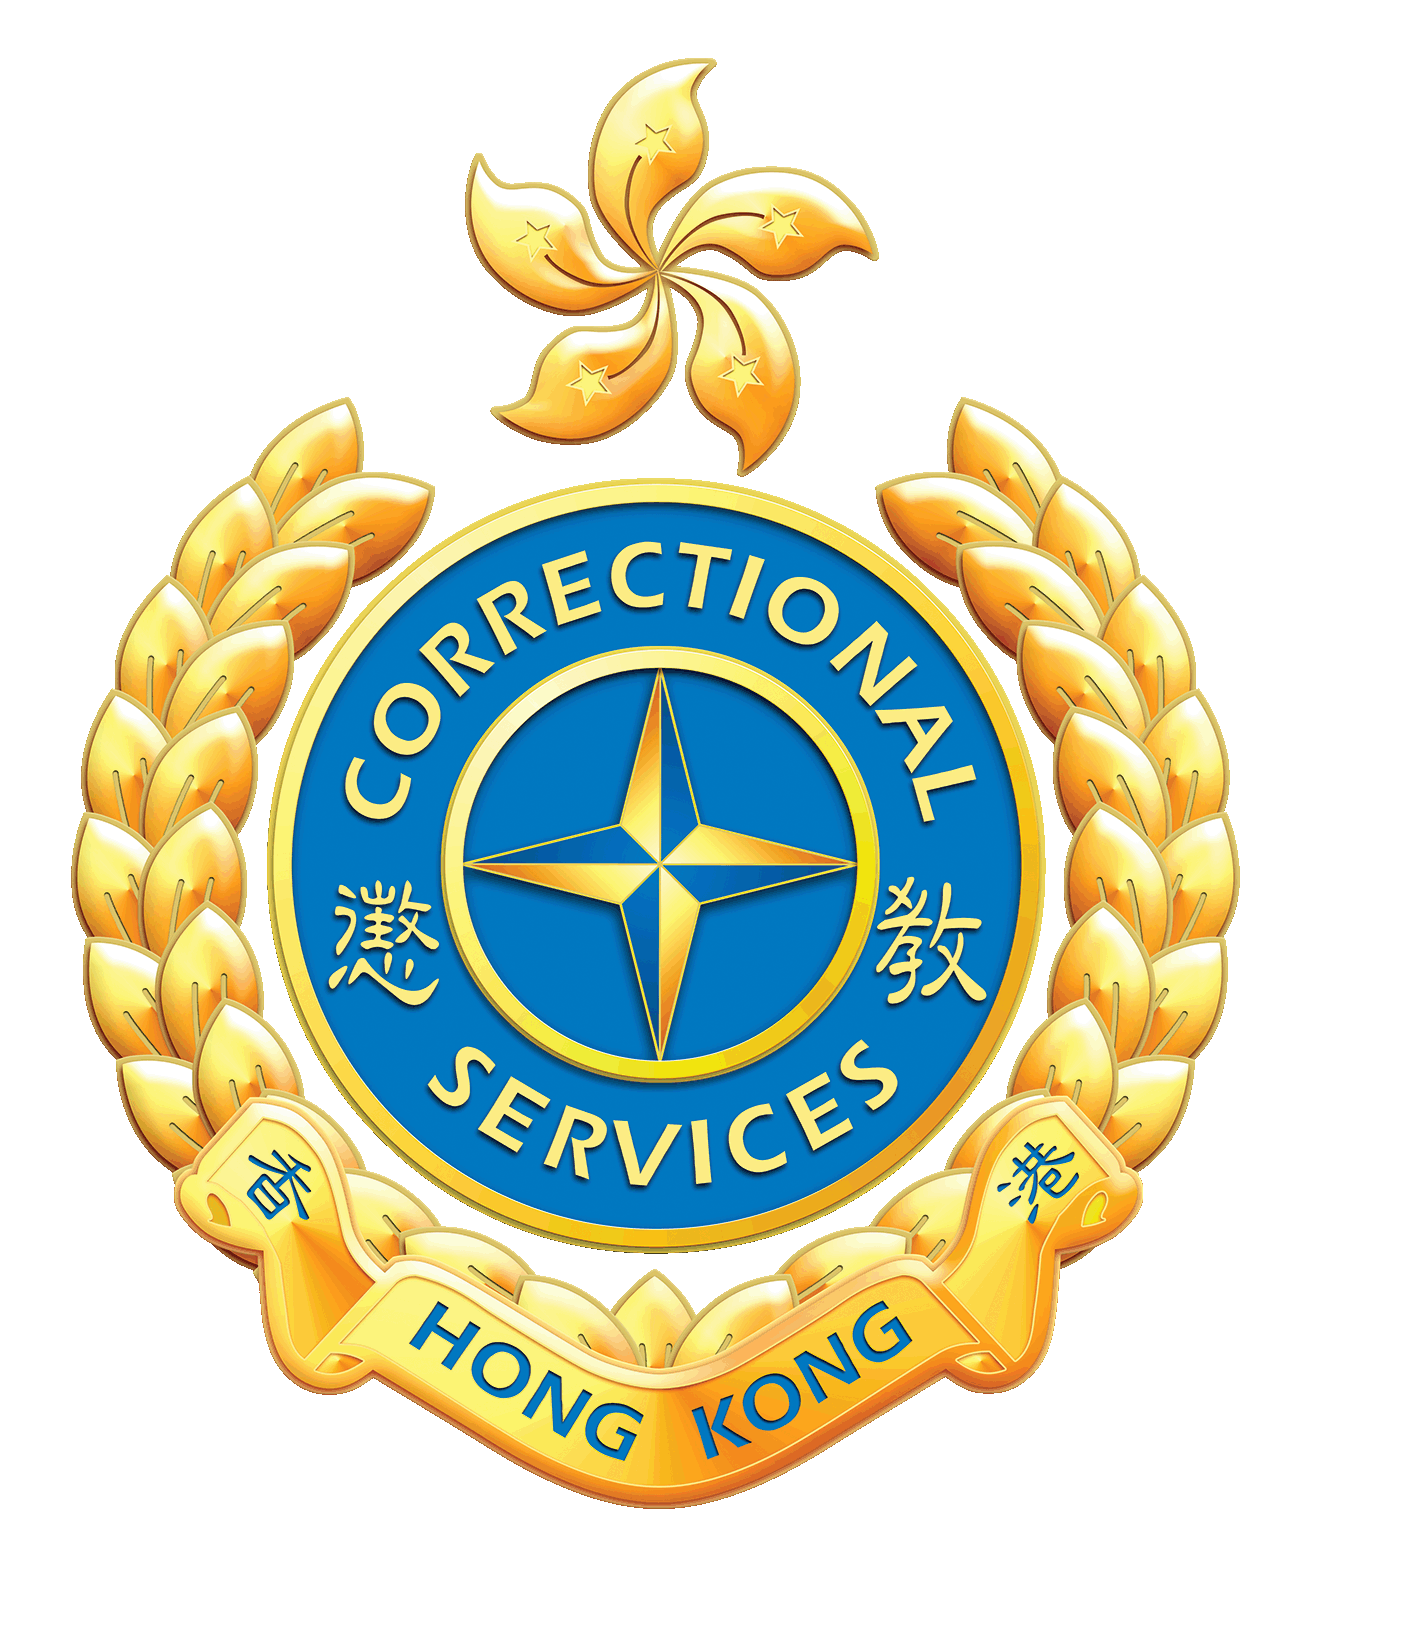 CORRECTIONAL
懲 教
SERVICES
香 港
HONG KONG